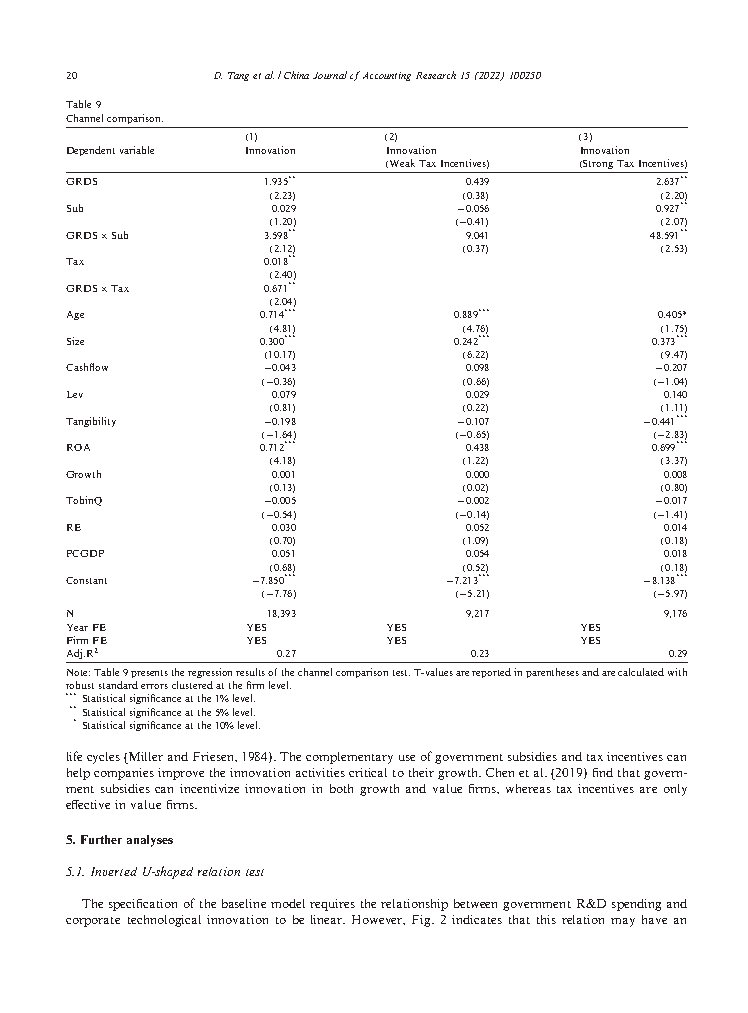 20 D. Tang et al. / China Journal of Accounting Research 15 (2022) 100250
Table 9
Channel comparison.
(1) (2) (3)
Dependent variable Innovation Innovation Innovation
(Weak Tax Incentives) (Strong Tax Incentives)
GRDS 1.935** 0.439 2.637**
(2.23) (0.38) (2.20)
Sub 0.029 −0.056 0.927**
(1.20) (−0.41) (2.07)
GRDS × Sub 3.598** 9.041 48.591**
(2.12) (0.37) (2.53)
Tax 0.018**
(2.40)
GRDS × Tax 0.671**
(2.04)
Age 0.714*** 0.889*** 0.405*
(4.81) (4.76) (1.75)
Size 0.300*** 0.242*** 0.373***
(10.17) (6.22) (9.47)
Cashflow −0.043 0.098 −0.207
(−0.36) (0.66) (−1.04)
Lev 0.079 0.029 0.140
(0.81) (0.22) (1.11)
Tangibility −0.198 −0.107 −0.441***
(−1.64) (−0.65) (−2.83)
ROA 0.712*** 0.438 0.699***
(4.18) (1.22) (3.37)
Growth 0.001 0.000 0.008
(0.13) (0.02) (0.80)
TobinQ −0.005 −0.002 −0.017
(−0.54) (−0.14) (−1.41)
RE 0.030 0.052 0.014
(0.70) (1.09) (0.18)
PCGDP 0.051 0.054 0.018
(0.68) (0.52) (0.18)
Constant −7.850*** −7.213*** −8.138***
(−7.76) (−5.21) (−5.97)
N 18,393 9,217 9,176
Year FE YES YES YES
Firm FE YES YES YES
Adj.R² 0.27 0.23 0.29
Note: Table 9 presents the regression results of the channel comparison test. T-values are reported in parentheses and are calculated with
robust standard errors clustered at the firm level.
*** Statistical significance at the 1% level.
** Statistical significance at the 5% level.
* Statistical significance at the 10% level.
life cycles (Miller and Friesen, 1984). The complementary use of government subsidies and tax incentives can
help companies improve the innovation activities critical to their growth. Chen et al. (2019) find that govern-
ment subsidies can incentivize innovation in both growth and value firms, whereas tax incentives are only
effective in value firms.
5. Further analyses
5.1. Inverted U-shaped relation test
The specification of the baseline model requires the relationship between government R&D spending and
corporate technological innovation to be linear. However, Fig. 2 indicates that this relation may have an